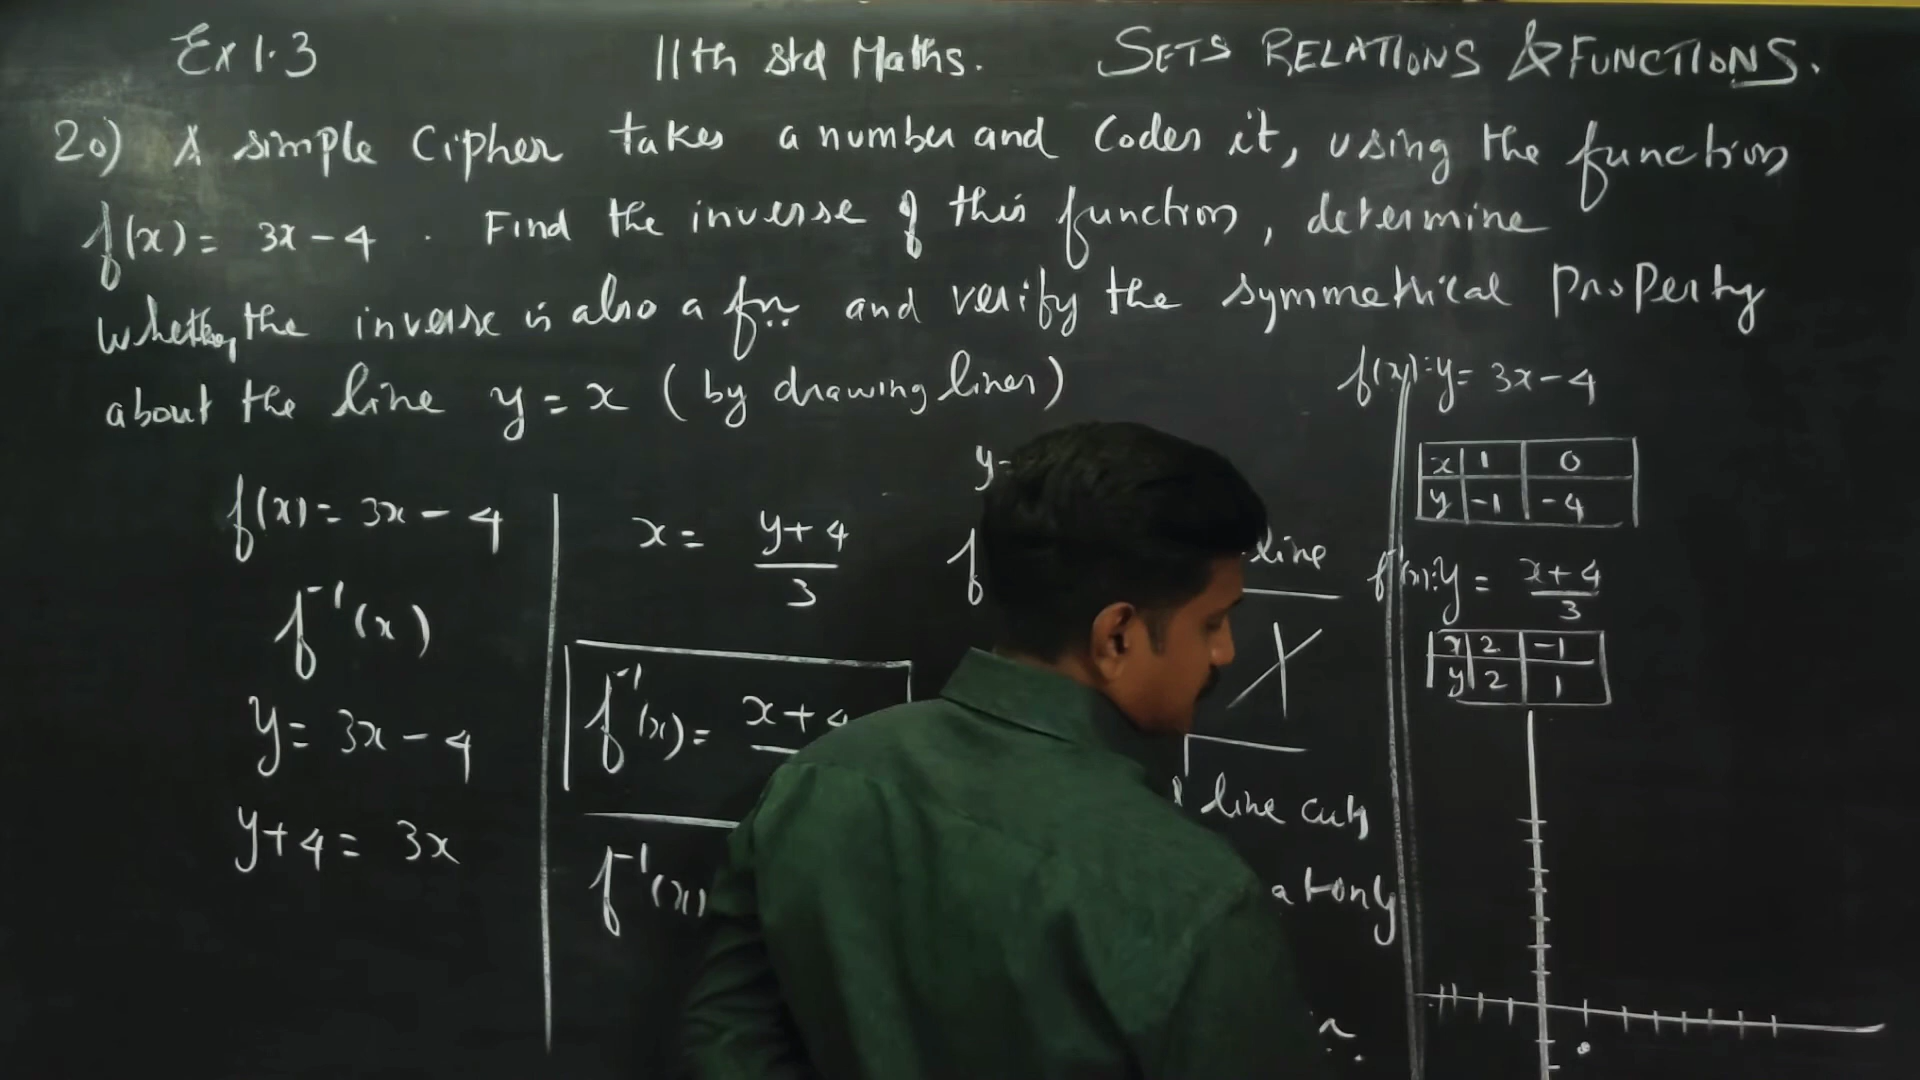 Ex 1.3
11th std Maths.
SETS RELATIONS & FUNCTIONS.
20) A simple Cipher takes a number and Codes it, using the function
f(x) = 3x - 4 . Find the inverse of this function, determine
whether the inverse is also a fn.. and verify the symmetrical Property
about the line y = x ( by drawing lines)
f(x) = 3x - 4
f⁻¹(x)
y = 3x - 4
y + 4 = 3x
x = y+4 / 3
f⁻¹(x) = x+4
f⁻¹(x)
y=
f
line
line cuts
at only
f(x): y = 3x - 4
x 1 0
y -1 -4
f⁻¹(x): y = x+4 / 3
x 2 -1
y 2 1